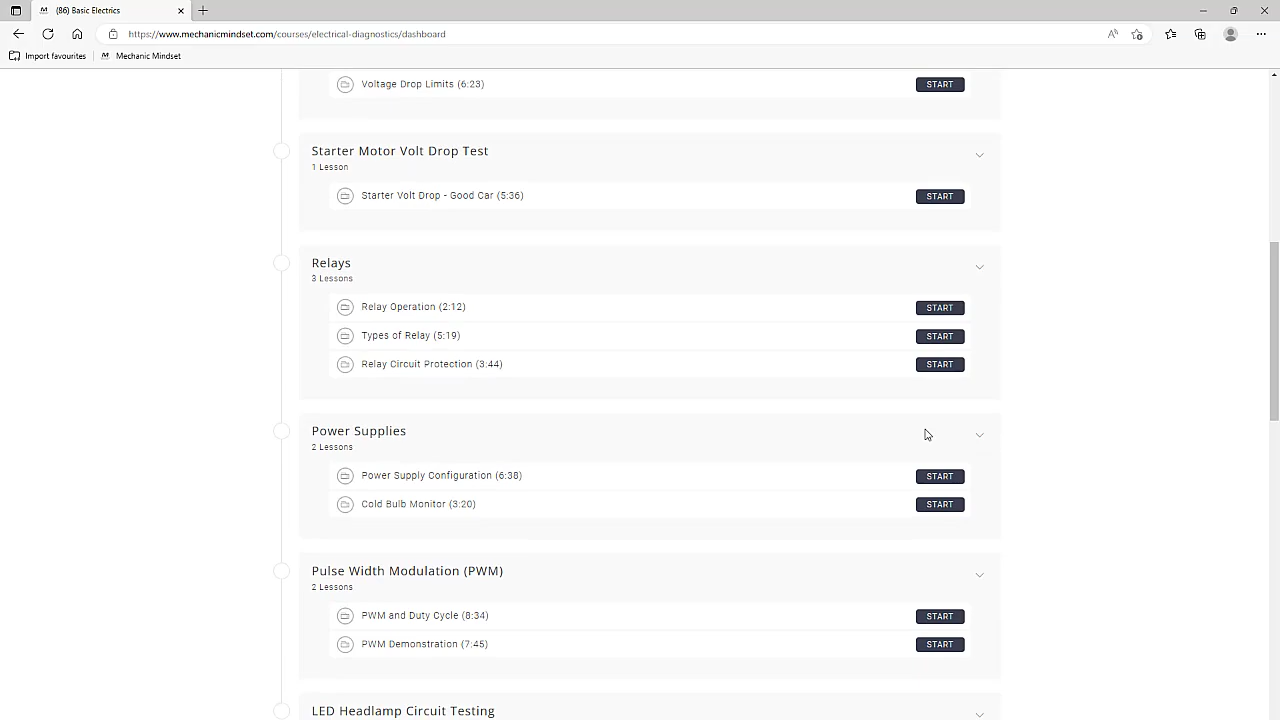 (86) Basic Electrics
https://www.mechanicmindset.com/courses/electrical-diagnostics/dashboard
Import favourites
Mechanic Mindset
Voltage Drop Limits (6:23)
START
Starter Motor Volt Drop Test
1 Lesson
Starter Volt Drop - Good Car (5:36)
START
Relays
3 Lessons
Relay Operation (2:12)
START
Types of Relay (5:19)
START
Relay Circuit Protection (3:44)
START
Power Supplies
2 Lessons
Power Supply Configuration (6:38)
START
Cold Bulb Monitor (3:20)
START
Pulse Width Modulation (PWM)
2 Lessons
PWM and Duty Cycle (8:34)
START
PWM Demonstration (7:45)
START
LED Headlamp Circuit Testing